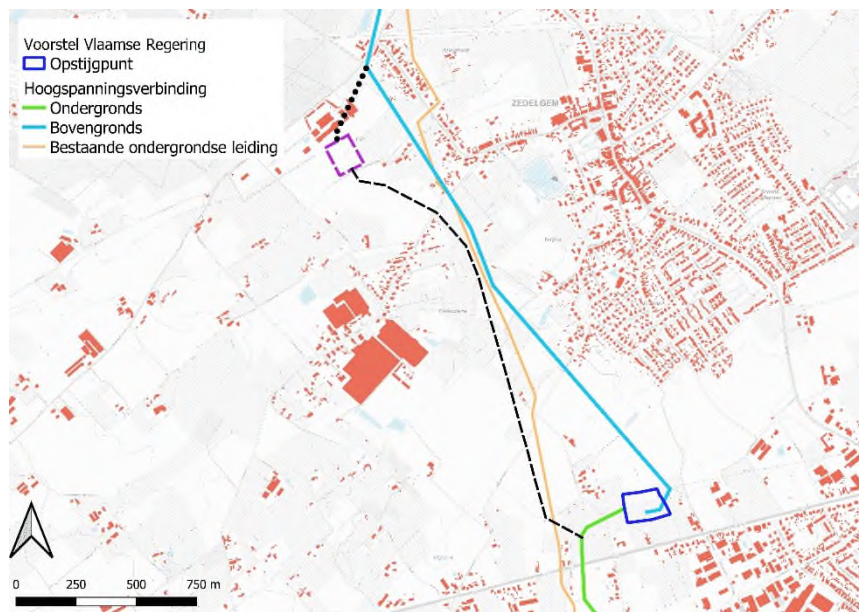 Voorstel Vlaamse Regering
Opstijgpunt
Hoogspanningsverbinding
Ondergronds
Bovengronds
Bestaande ondergrondse leiding
ZEDELGEM
0 250 500 750 m